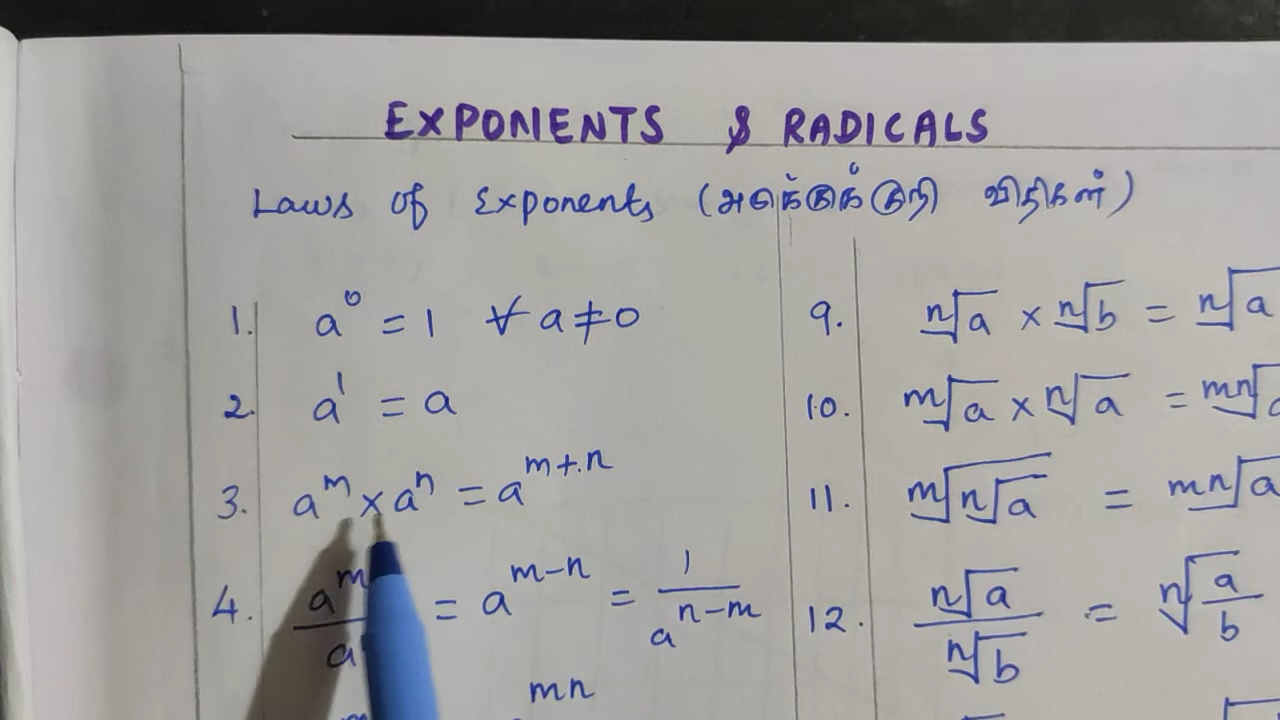 EXPONENTS & RADICALS
Laws of Exponents (அடுக்குக்குறி விதிகள்)
1. a⁰ = 1 ∀ a ≠ 0
2. a¹ = a
3. aᵐ × aⁿ = aᵐ⁺ⁿ
4. aᵐ/a = aᵐ⁻ⁿ = 1/aⁿ⁻ᵐ
mn
9. ⁿ√a × ⁿ√b = ⁿ√a
10. ᵐ√a × ⁿ√a = ᵐⁿ√
11. ᵐ√ⁿ√a = ᵐⁿ√a
12. ⁿ√a/ⁿ√b = ⁿ√(a/b)